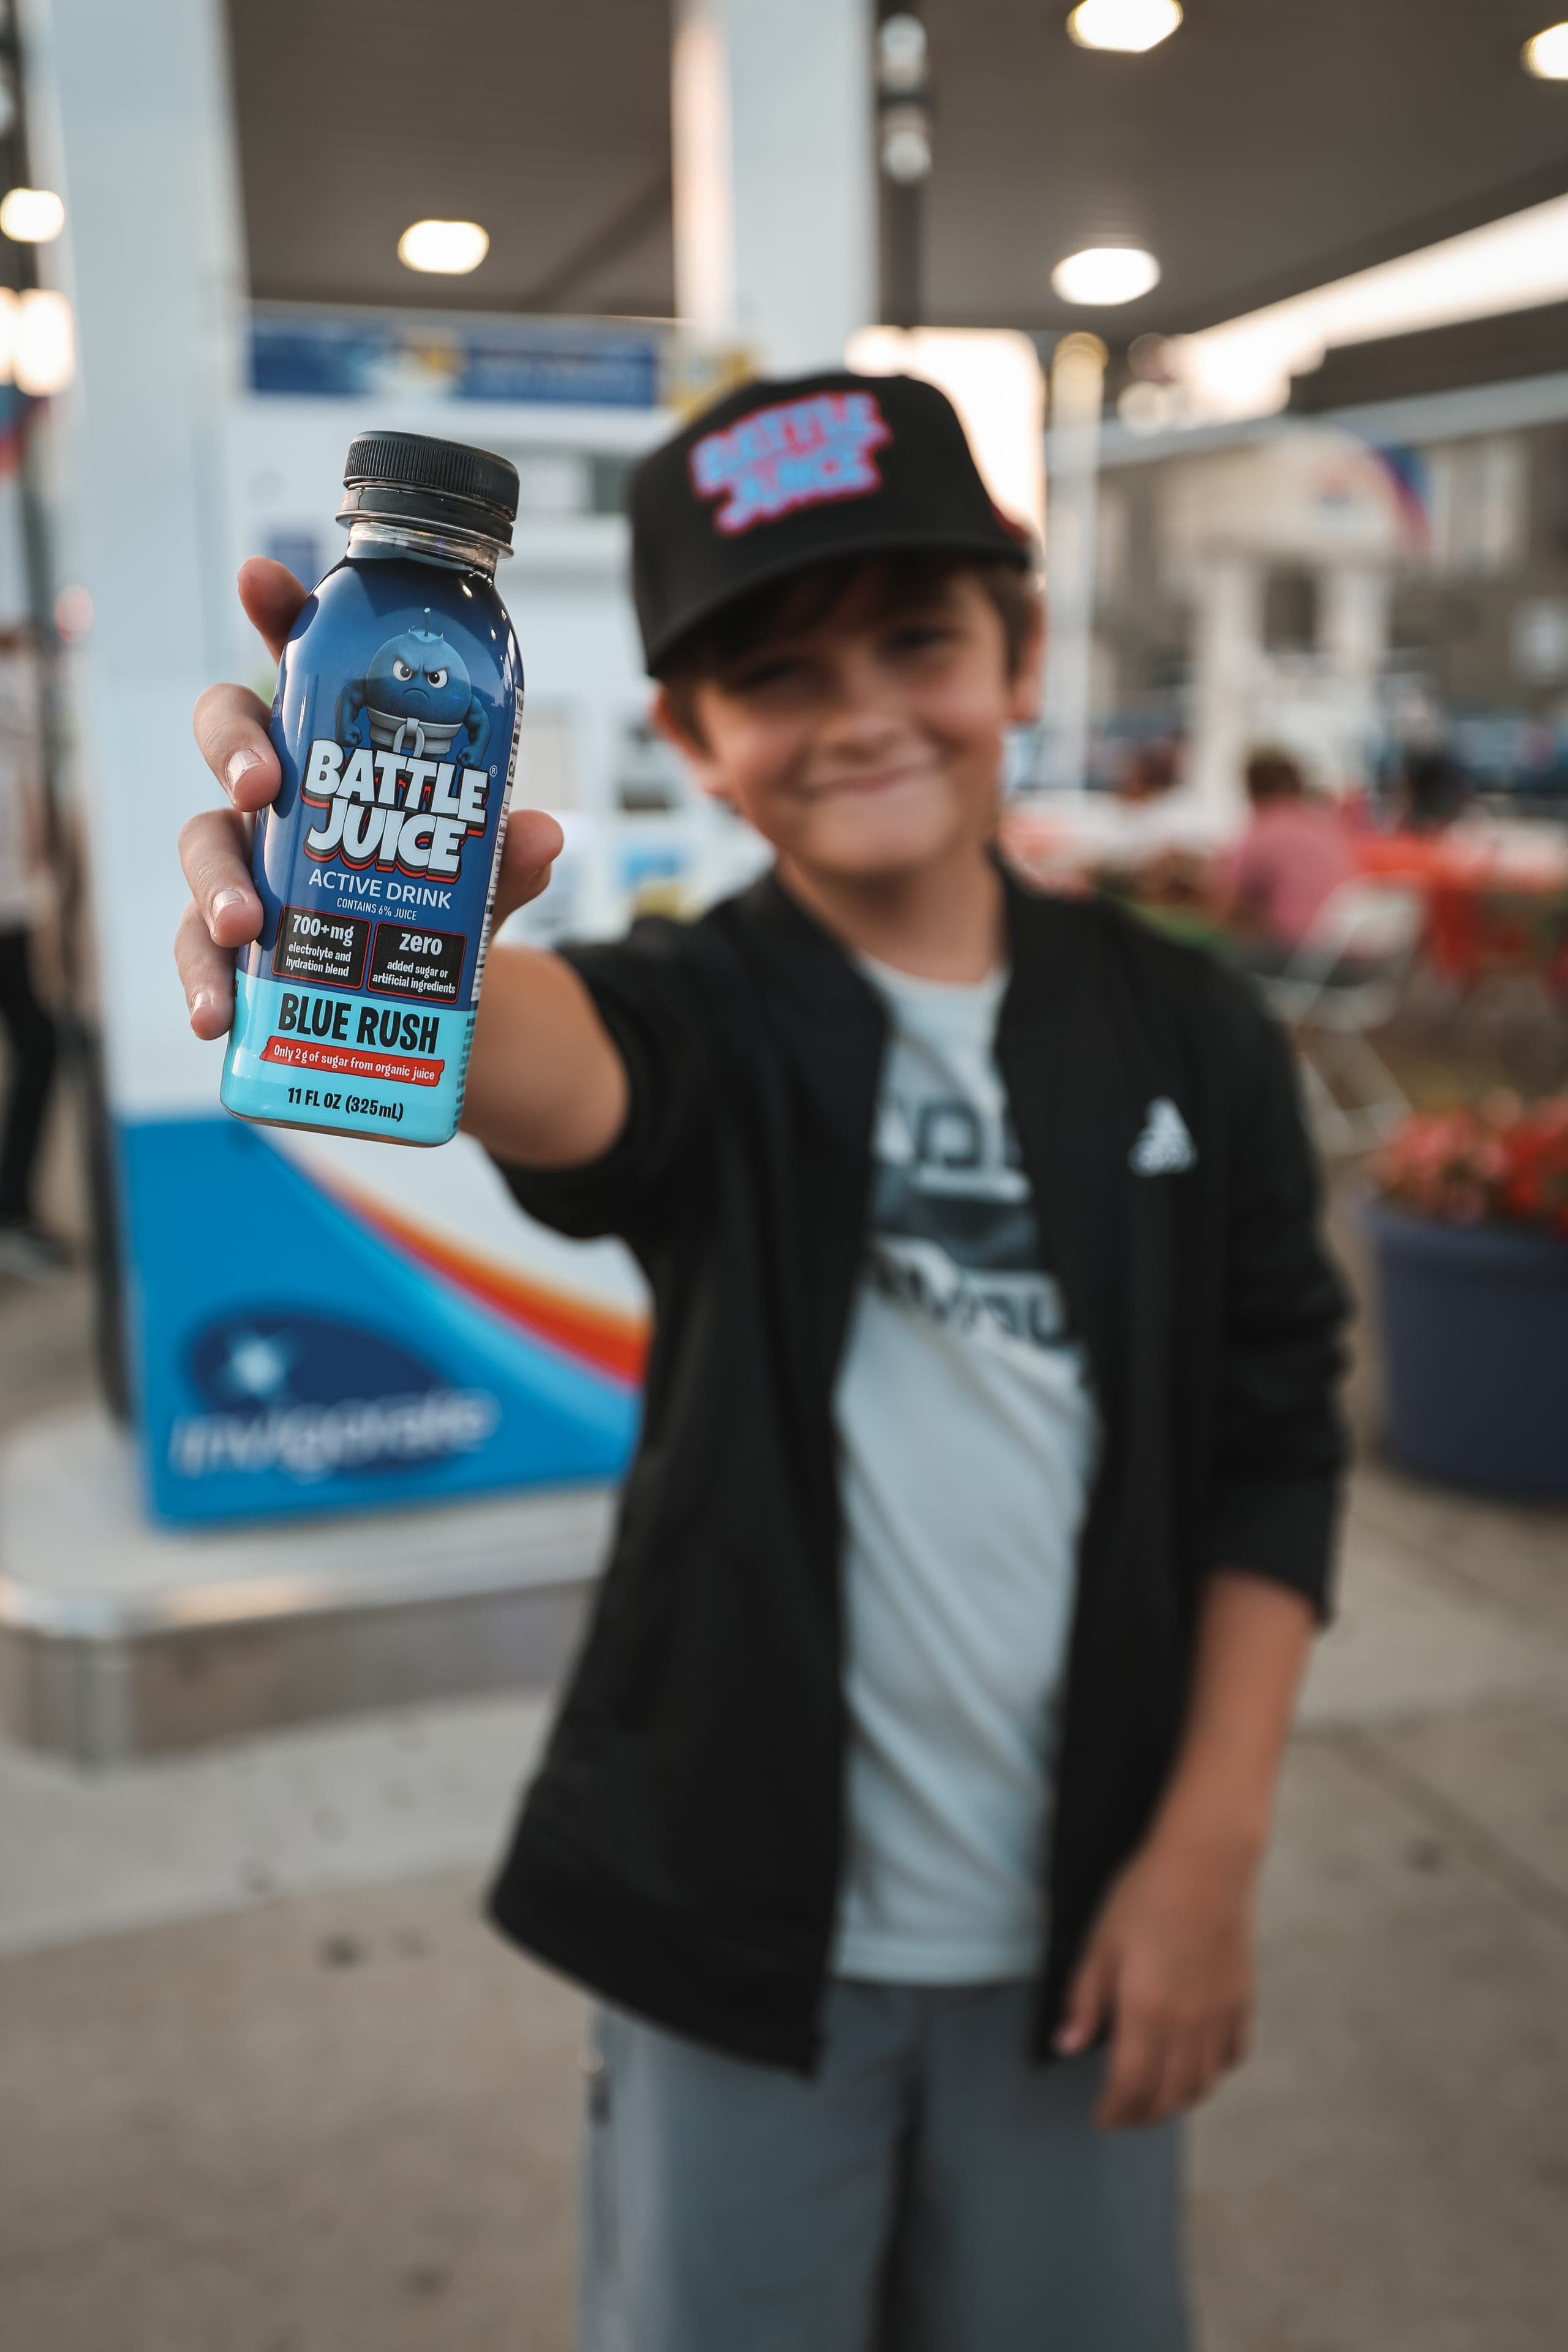 BATTLE
JUICE
BATTLE®
JUICE
ACTIVE DRINK
CONTAINS 6% JUICE
700+mg
electrolyte and
hydration blend
zero
added sugar or
artificial ingredients
BLUE RUSH
Only 2g of sugar from organic juice
11 FL OZ (325mL)
invigorate